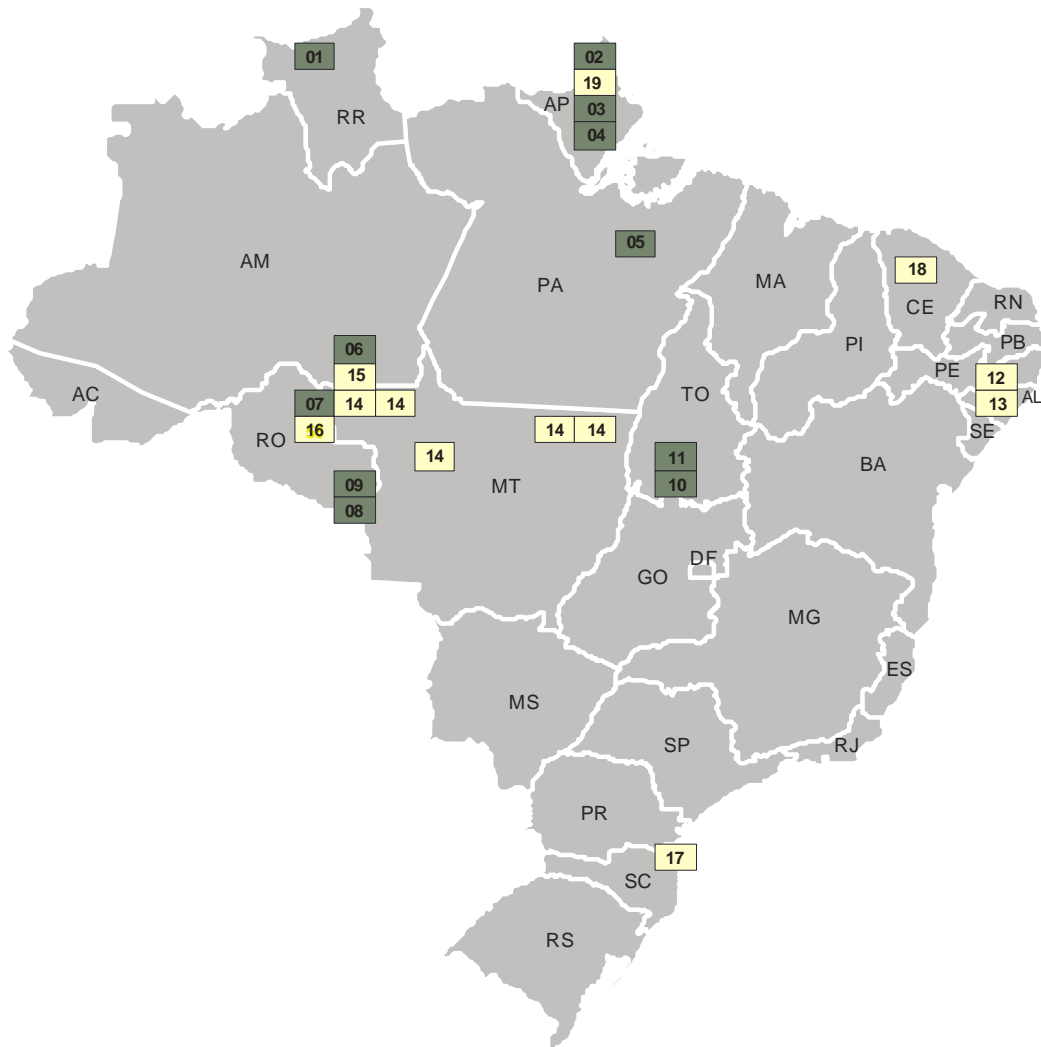 01
02
19
AP
03
RR
04
05
AM
PA
MA
18
CE
RN
06
PI
PB
15
PE
12
AC
TO
07
14
14
13
AL
RO
16
14
14
SE
14
11
BA
MT
09
10
08
DF
GO
MG
ES
MS
SP
RJ
PR
17
SC
RS